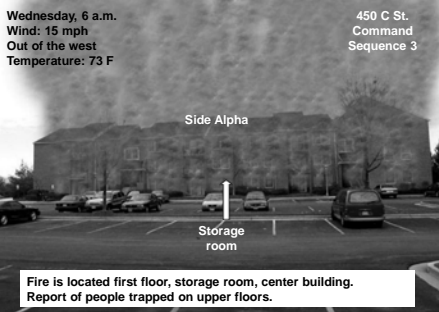 Wednesday, 6 a.m.
Wind: 15 mph
Out of the west
Temperature: 73 F
450 C St.
Command
Sequence 3
Side Alpha
Storage
room
Fire is located first floor, storage room, center building.
Report of people trapped on upper floors.